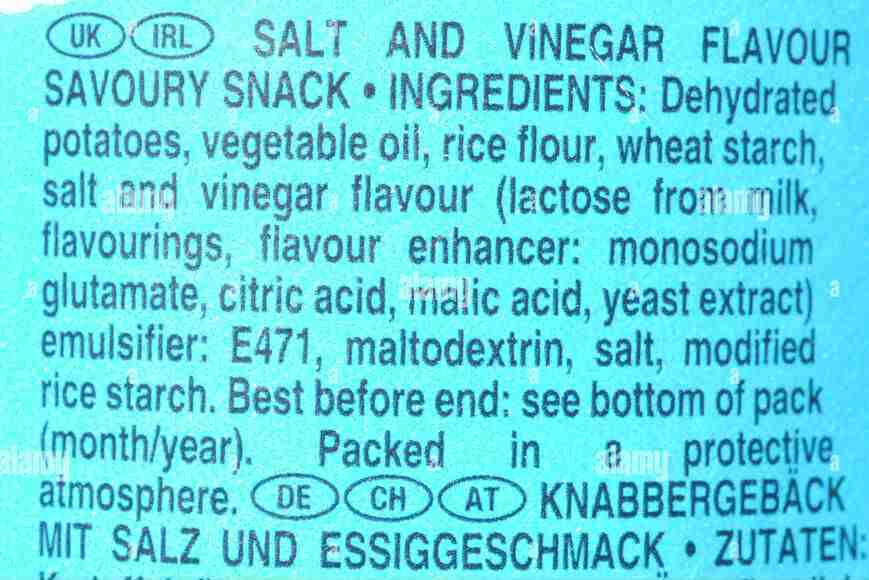 UK IRL SALT AND VINEGAR FLAVOUR
SAVOURY SNACK • INGREDIENTS: Dehydrated
potatoes, vegetable oil, rice flour, wheat starch,
salt and vinegar flavour (lactose from milk,
flavourings, flavour enhancer: monosodium
glutamate, citric acid, malic acid, yeast extract)
emulsifier: E471, maltodextrin, salt, modified
rice starch. Best before end: see bottom of pack
(month/year). Packed in a protective
atmosphere. DE CH AT KNABBERGEBÄCK
MIT SALZ UND ESSIGGESCHMACK • ZUTATEN: